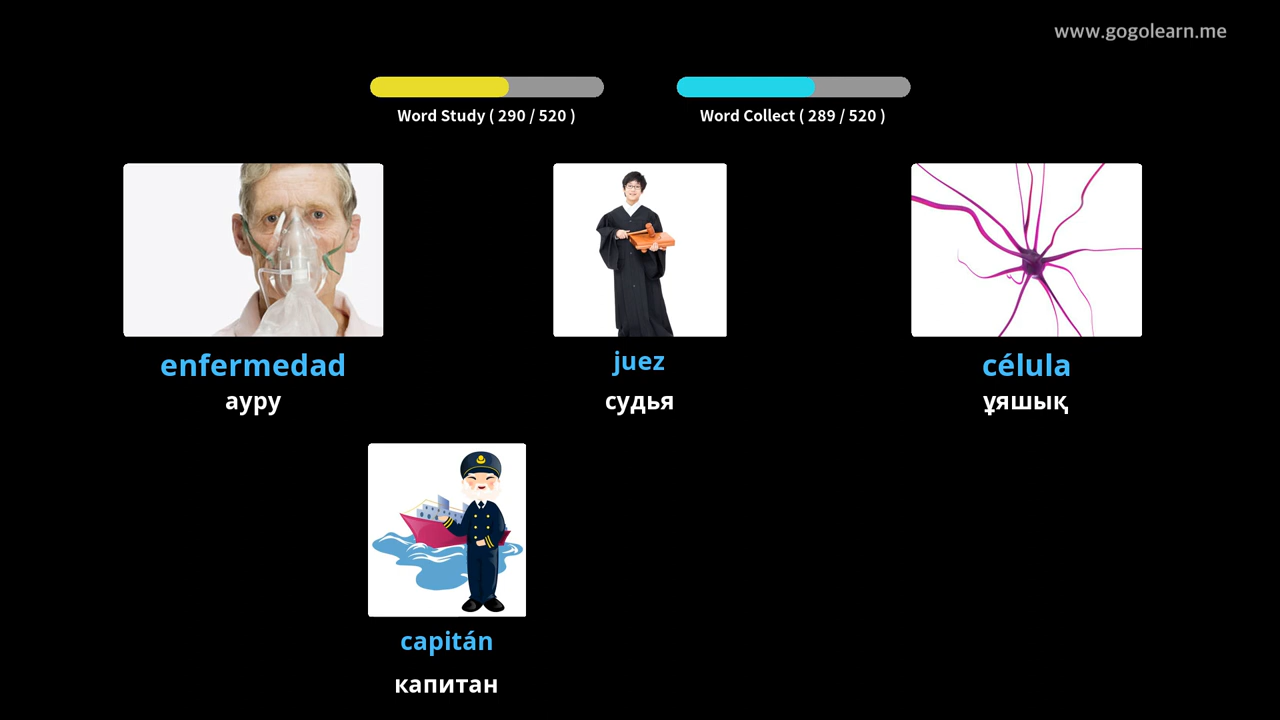 www.gogolearn.me
Word Study ( 290 / 520 )
Word Collect ( 289 / 520 )
enfermedad
ауру
juez
судья
célula
ұяшық
capitán
капитан